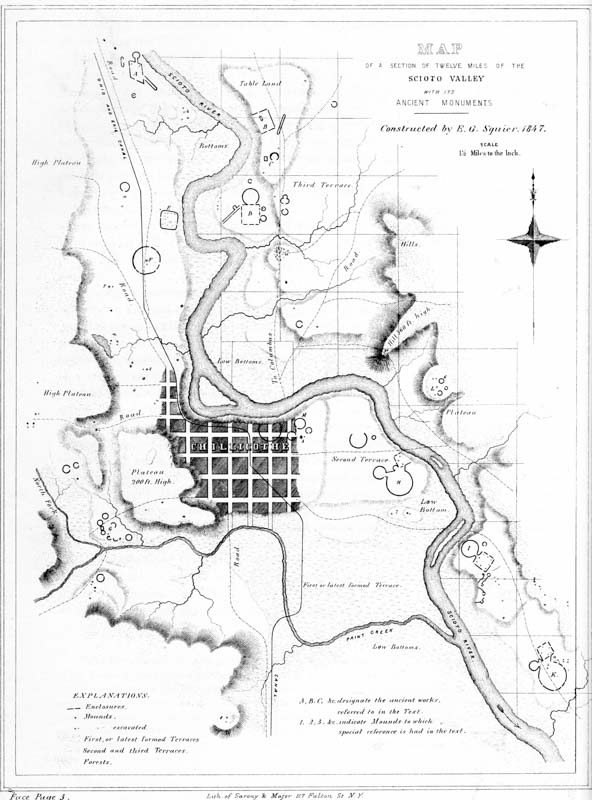 MAP
OF A SECTION OF TWELVE MILES OF THE
SCIOTO VALLEY
WITH ITS
ANCIENT MONUMENTS
Constructed by E. G. Squier. 1847.
SCALE
1½ Miles to the Inch.
Road
OHIO AND ERIE CANAL
SCIOTO RIVER
Table Land
Bottoms.
High Plateau
Third Terrace.
A
B
C
D
E
F
Road
Road
Hills.
Hill 300 ft. high.
To Columbus
Low Bottoms.
High Plateau.
Road
Plateau
CHILLICOTHE
M
Second Terrace.
H
Plateau
200 ft. High.
Low
Bottom
North Fork
G
Road
I
First or latest formed Terrace.
SCIOTO RIVER.
PAINT CREEK
Low Bottoms.
K
CANAL
EXPLANATIONS.
Enclosures.
Mounds.
" excavated.
First, or latest formed Terraces
Second and third Terraces.
Forests.
A, B, C, &c. designate the ancient works,
referred to in the Text.
1. 2. 3. &c. indicate Mounds to which
special reference is had in the text.
Face Page 3.
Lith. of Sarony & Major 117 Fulton St. N.Y.